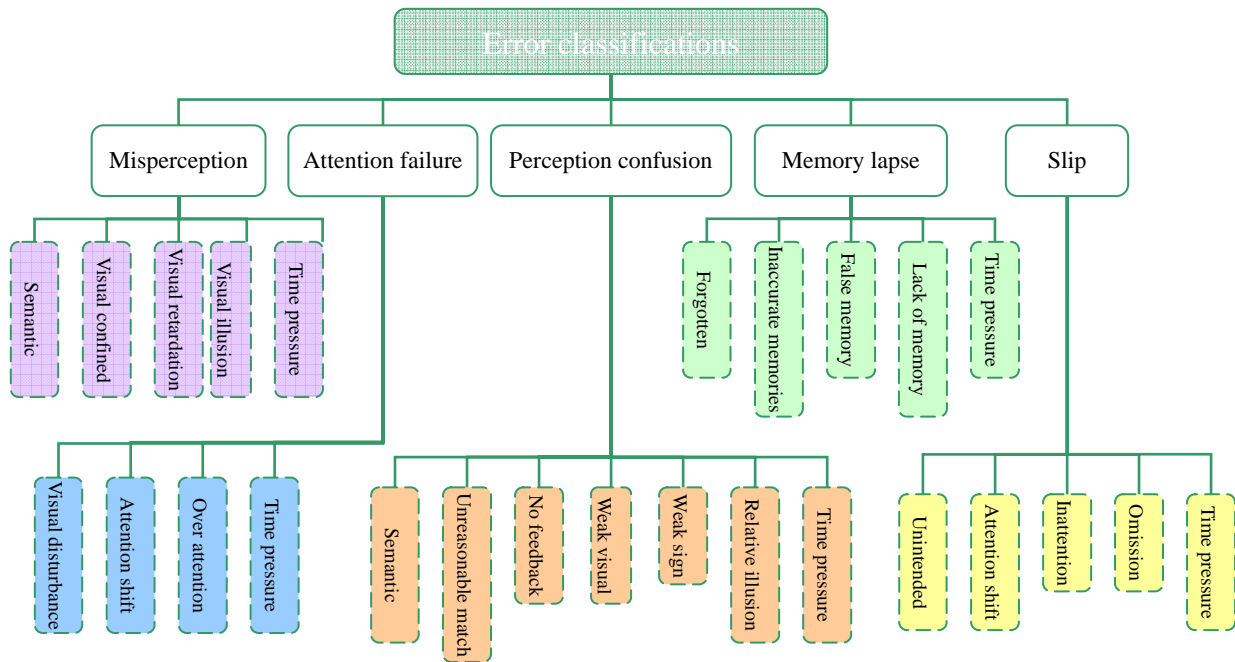 Error classifications
Misperception
Attention failure
Perception confusion
Memory lapse
Slip
Semantic
Visual confined
Visual retardation
Visual illusion
Time pressure
Forgotten
Inaccurate memories
False memory
Lack of memory
Time pressure
Visual disturbance
Attention shift
Over attention
Time pressure
Semantic
Unreasonable match
No feedback
Weak visual
Weak sign
Relative illusion
Time pressure
Unintended
Attention shift
Inattention
Omission
Time pressure